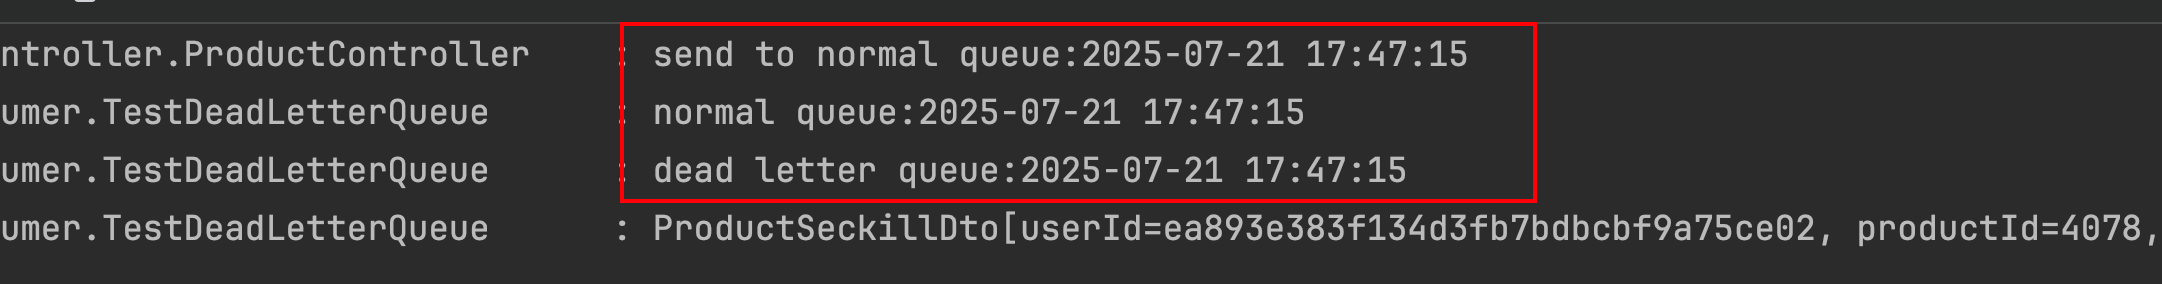 ntroller.ProductController : send to normal queue:2025-07-21 17:47:15
umer.TestDeadLetterQueue : normal queue:2025-07-21 17:47:15
umer.TestDeadLetterQueue : dead letter queue:2025-07-21 17:47:15
umer.TestDeadLetterQueue : ProductSeckillDto[userId=ea893e383f134d3fb7bdbcbf9a75ce02, productId=4078,